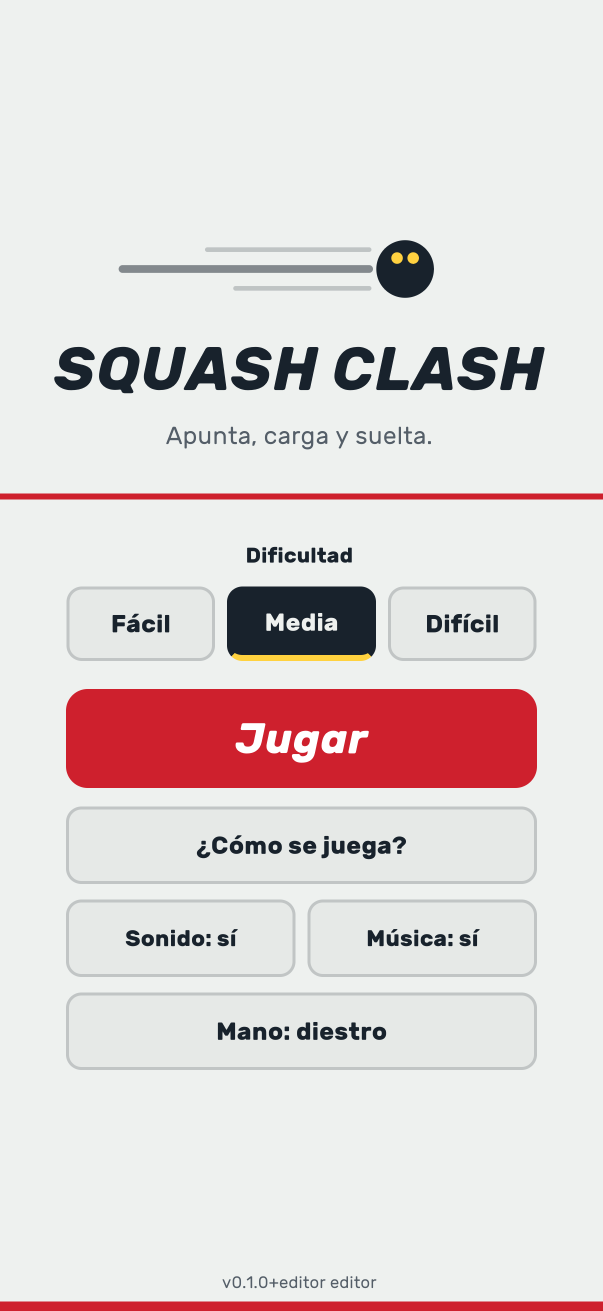 SQUASH CLASH
Apunta, carga y suelta.
Dificultad
Fácil
Media
Difícil
Jugar
¿Cómo se juega?
Sonido: sí
Música: sí
Mano: diestro
v0.1.0+editor editor